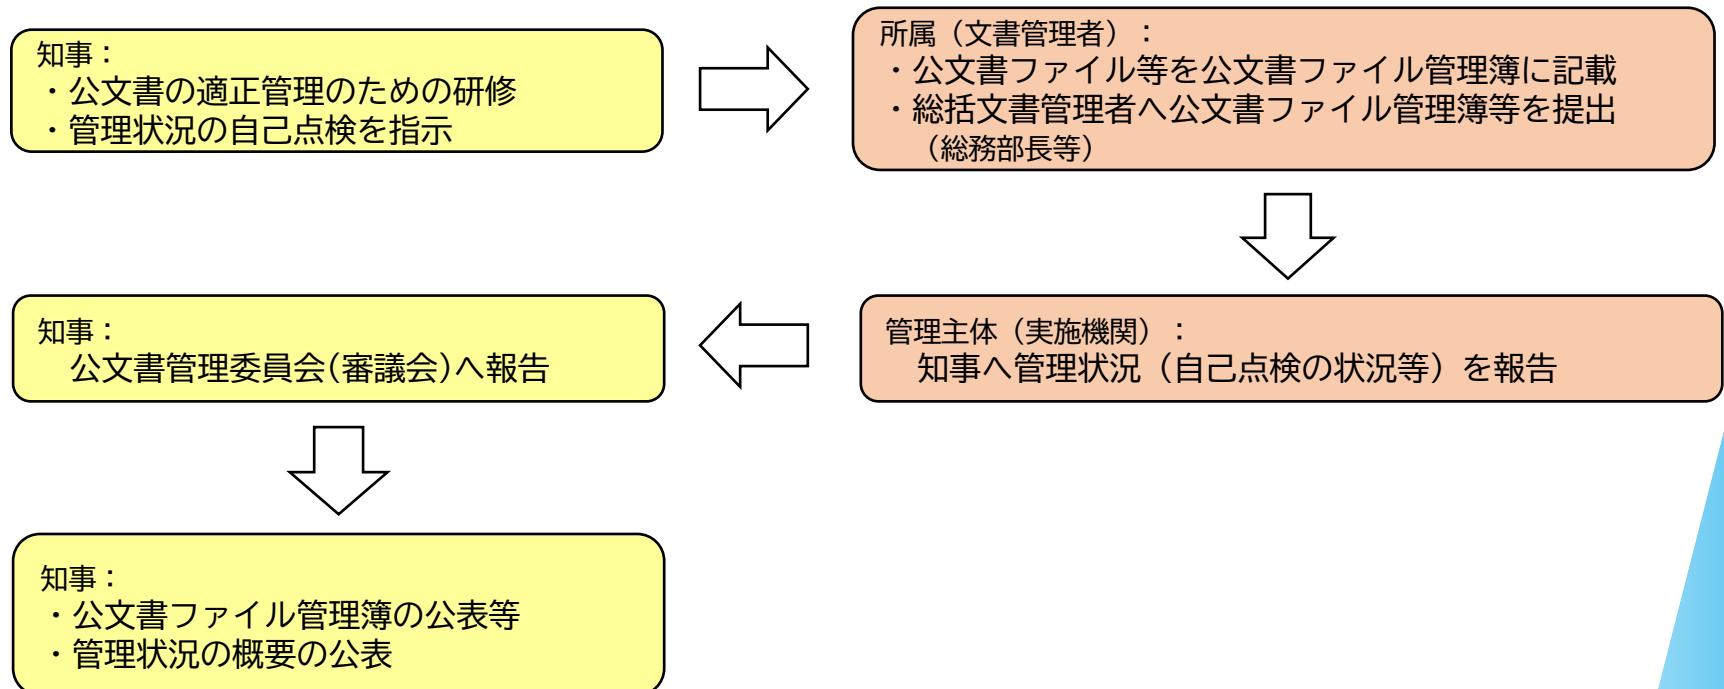 知事：
・公文書の適正管理のための研修
・管理状況の自己点検を指示
所属（文書管理者）：
・公文書ファイル等を公文書ファイル管理簿に記載
・総括文書管理者へ公文書ファイル管理簿等を提出
（総務部長等）
管理主体（実施機関）：
知事へ管理状況（自己点検の状況等）を報告
知事：
公文書管理委員会(審議会)へ報告
知事：
・公文書ファイル管理簿の公表等
・管理状況の概要の公表